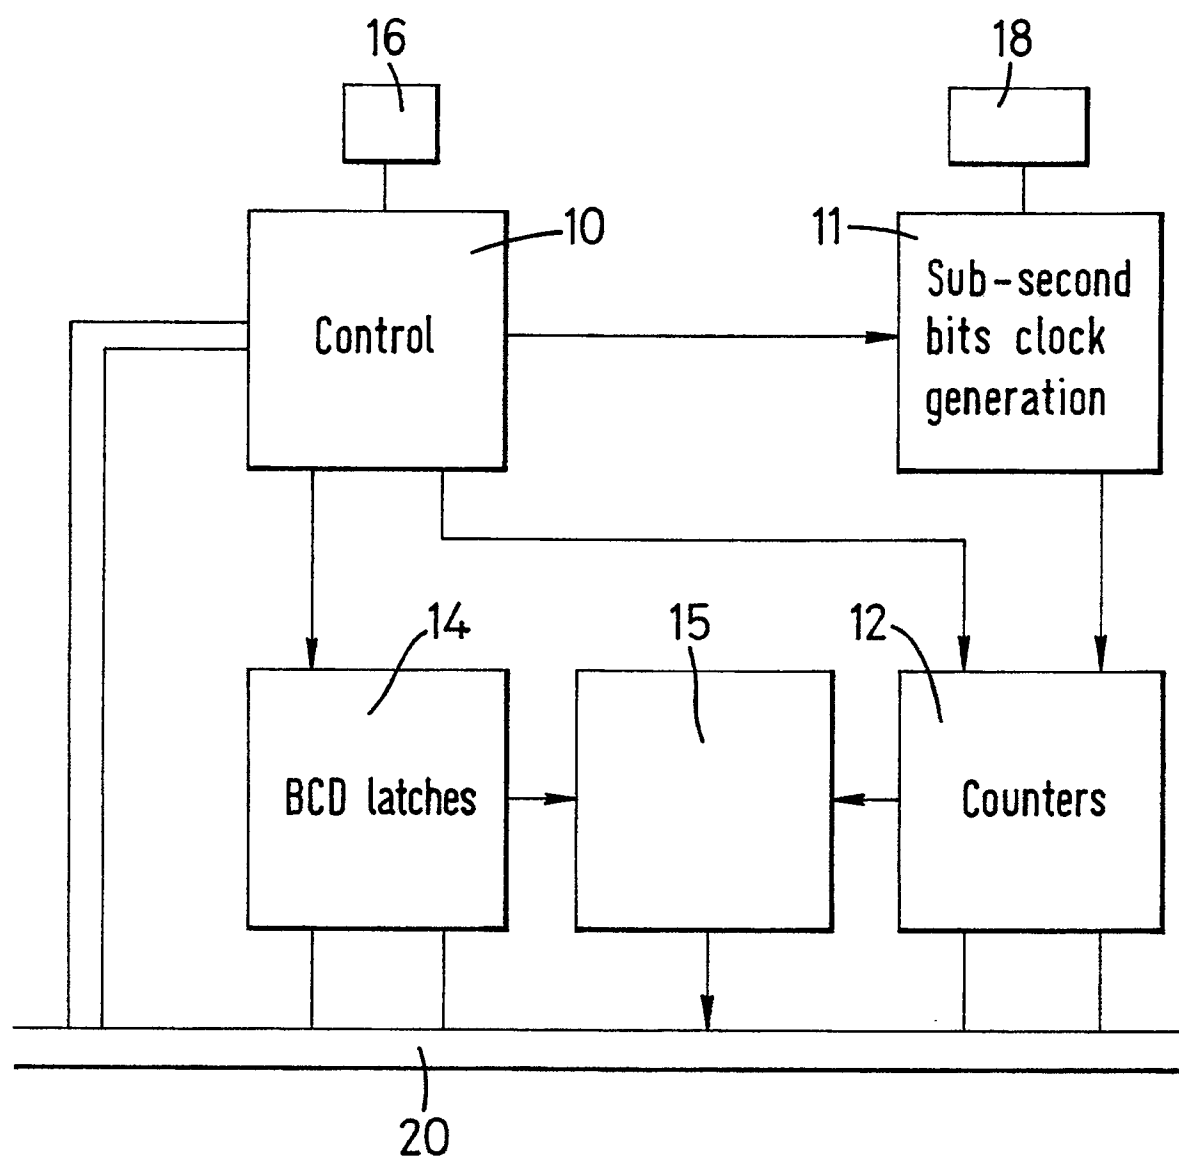 16
18
10
11
Control
Sub-second
bits clock
generation
14
15
12
BCD latches
Counters
20